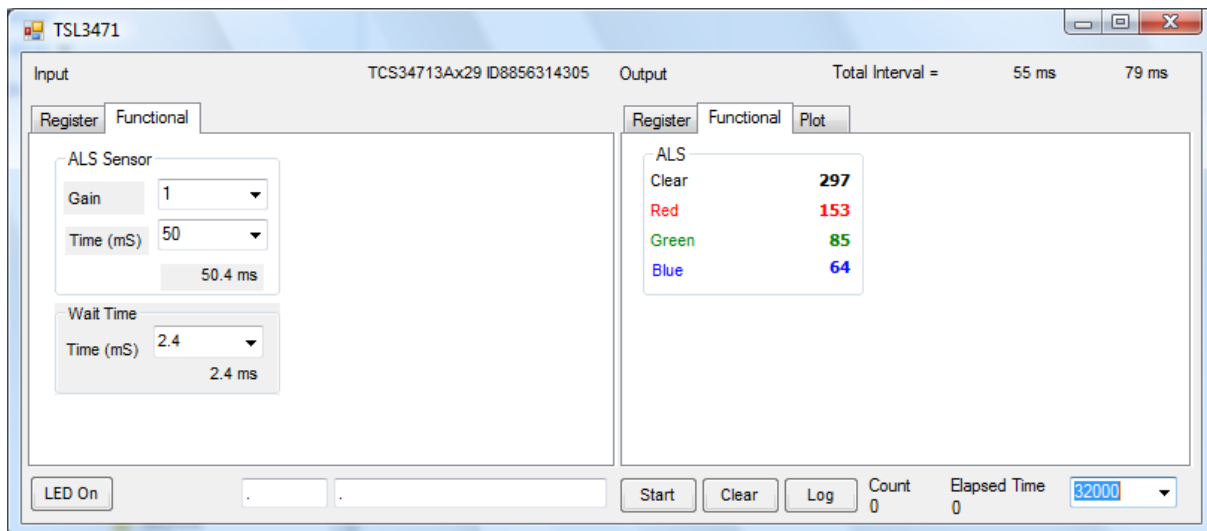 TSL3471
Input TCS34713Ax29 ID8856314305 Output Total Interval = 55 ms 79 ms
Register Functional
Register Functional Plot
ALS Sensor
Gain 1
Time (mS) 50
50.4 ms
Wait Time
Time (mS) 2.4
2.4 ms
ALS
Clear 297
Red 153
Green 85
Blue 64
LED On . .
Start Clear Log Count Elapsed Time 32000
0 0